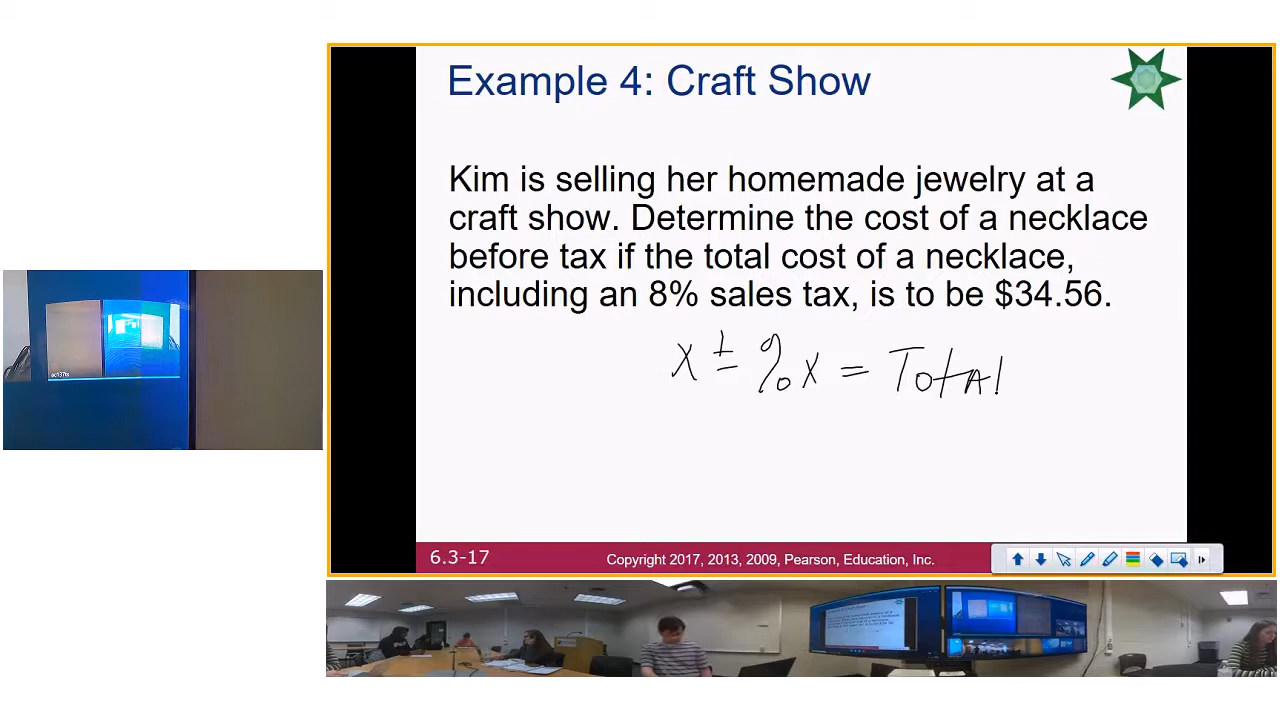 Example 4: Craft Show
Kim is selling her homemade jewelry at a
craft show. Determine the cost of a necklace
before tax if the total cost of a necklace,
including an 8% sales tax, is to be $34.56.
x ± % x = Total
6.3-17
Copyright 2017, 2013, 2009, Pearson, Education, Inc.